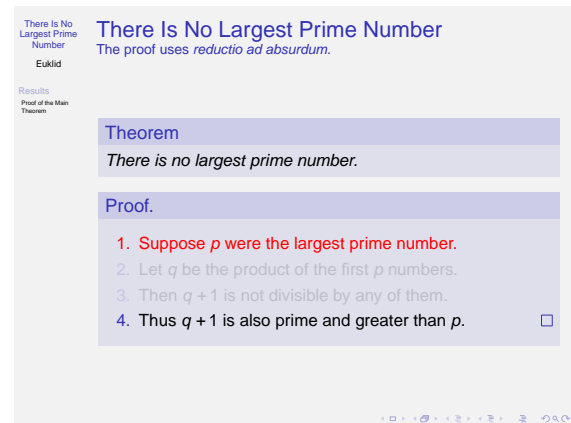 There Is No
Largest Prime
Number
Euklid
Results
Proof of the Main
Theorem
There Is No Largest Prime Number
The proof uses reductio ad absurdum.
Theorem
There is no largest prime number.
Proof.
1. Suppose p were the largest prime number.
2. Let q be the product of the first p numbers.
3. Then q + 1 is not divisible by any of them.
4. Thus q + 1 is also prime and greater than p.